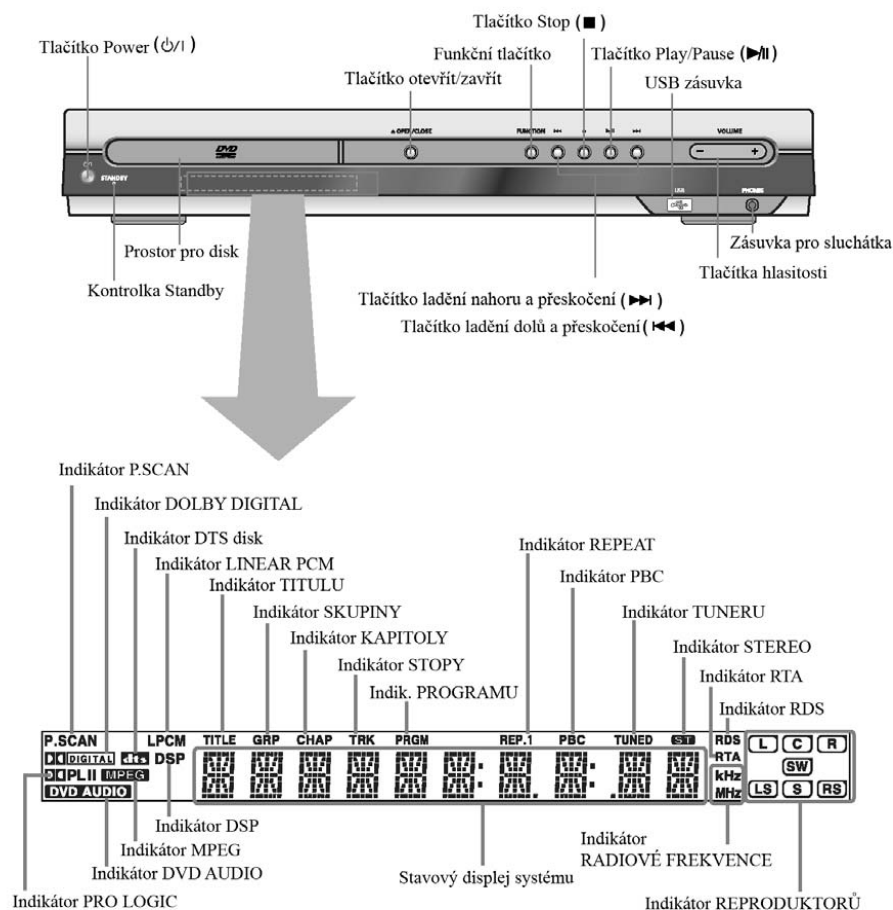 Tlačítko Stop (■)
Tlačítko Power (⏻/I )
Funkční tlačítko
Tlačítko Play/Pause (▶/II)
Tlačítko otevřít/zavřít
USB zásuvka
DVD
OPEN/CLOSE
FUNCTION
VOLUME
STANDBY
PHONES
Prostor pro disk
Zásuvka pro sluchátka
Kontrolka Standby
Tlačítka hlasitosti
Tlačítko ladění nahoru a přeskočení (▶▶I )
Tlačítko ladění dolů a přeskočení( I◀◀ )
Indikátor P.SCAN
Indikátor DOLBY DIGITAL
Indikátor DTS disk
Indikátor REPEAT
Indikátor LINEAR PCM
Indikátor PBC
Indikátor TITULU
Indikátor SKUPINY
Indikátor TUNERU
Indikátor KAPITOLY
Indikátor STEREO
Indikátor STOPY
Indikátor RTA
Indik. PROGRAMU
Indikátor RDS
P.SCAN LPCM TITLE GRP CHAP TRK PRGM REP.1 PBC TUNED ST RDS L C R
DIGITAL dts DSP RTA SW
PL II MPEG kHz
DVD AUDIO MHz LS S RS
Indikátor DSP
Indikátor MPEG
Indikátor DVD AUDIO
Indikátor PRO LOGIC
Stavový displej systému
Indikátor
RADIOVÉ FREKVENCE
Indikátor REPRODUKTORŮ